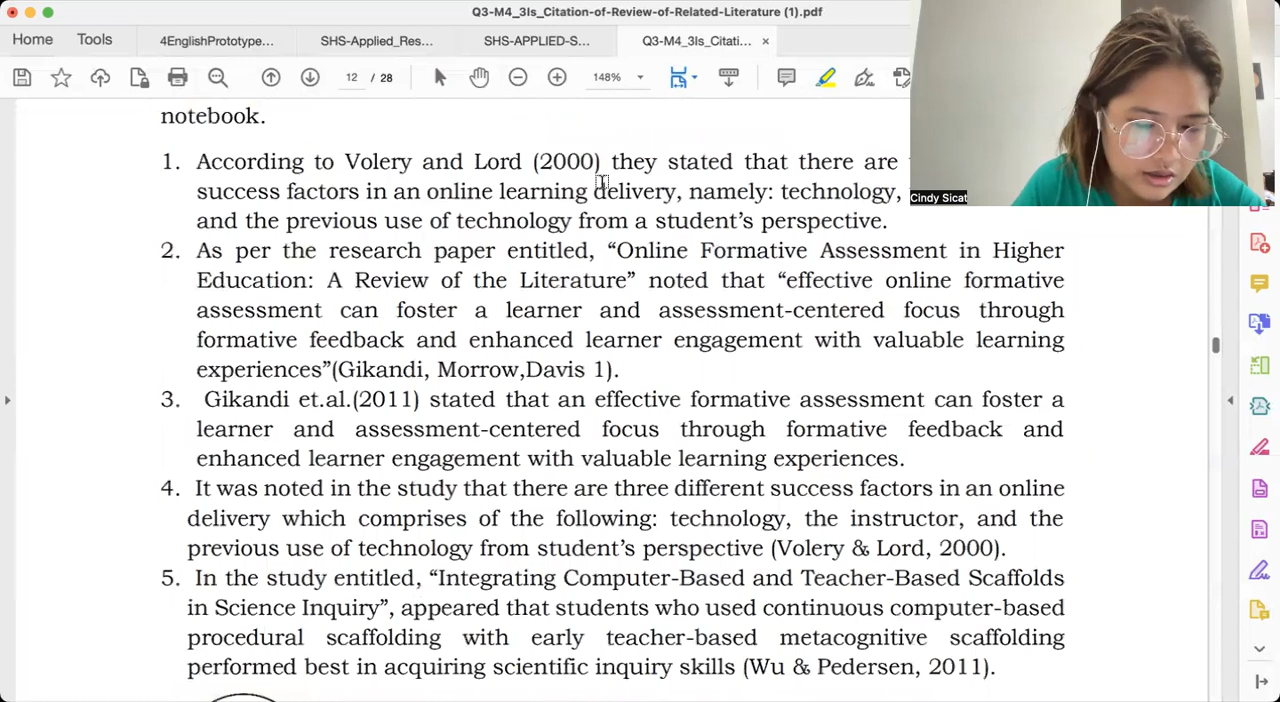 Q3-M4_3Is_Citation-of-Review-of-Related-Literature (1).pdf
Home Tools 4EnglishPrototype... SHS-Applied_Res... SHS-APPLIED-S... Q3-M4_3Is_Citati... ×
12 / 28 148%
notebook.
1. According to Volery and Lord (2000) they stated that there are
success factors in an online learning delivery, namely: technology,
and the previous use of technology from a student's perspective.
2. As per the research paper entitled, "Online Formative Assessment in Higher
Education: A Review of the Literature" noted that "effective online formative
assessment can foster a learner and assessment-centered focus through
formative feedback and enhanced learner engagement with valuable learning
experiences"(Gikandi, Morrow,Davis 1).
3. Gikandi et.al.(2011) stated that an effective formative assessment can foster a
learner and assessment-centered focus through formative feedback and
enhanced learner engagement with valuable learning experiences.
4. It was noted in the study that there are three different success factors in an online
delivery which comprises of the following: technology, the instructor, and the
previous use of technology from student's perspective (Volery & Lord, 2000).
5. In the study entitled, "Integrating Computer-Based and Teacher-Based Scaffolds
in Science Inquiry", appeared that students who used continuous computer-based
procedural scaffolding with early teacher-based metacognitive scaffolding
performed best in acquiring scientific inquiry skills (Wu & Pedersen, 2011).
Cindy Sicat